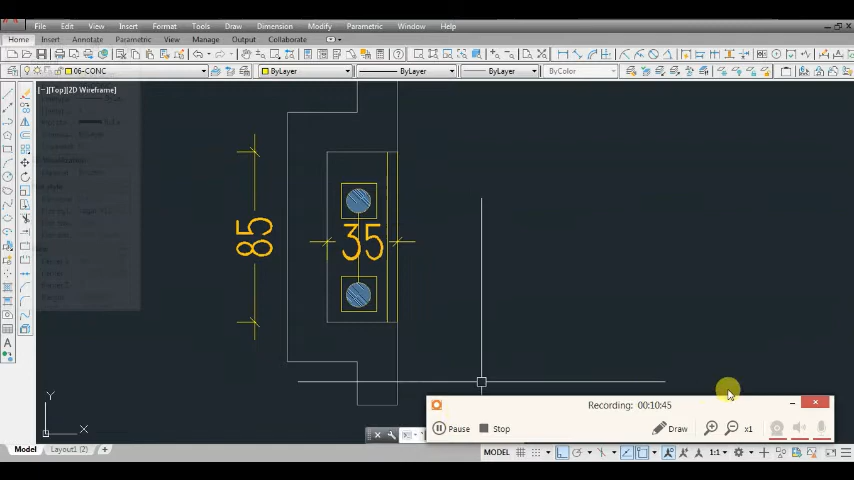 File Edit View Insert Format Tools Draw Dimension Modify Parametric Window Help
Home Insert Annotate Parametric View Manage Output Collaborate
06-CONC ByLayer ByLayer ByLayer ByColor
[−][Top][2D Wireframe]
85
35
Y
X
Recording: 00:10:45
Pause Stop Draw x1
Model Layout1 (2) +
MODEL 1:1